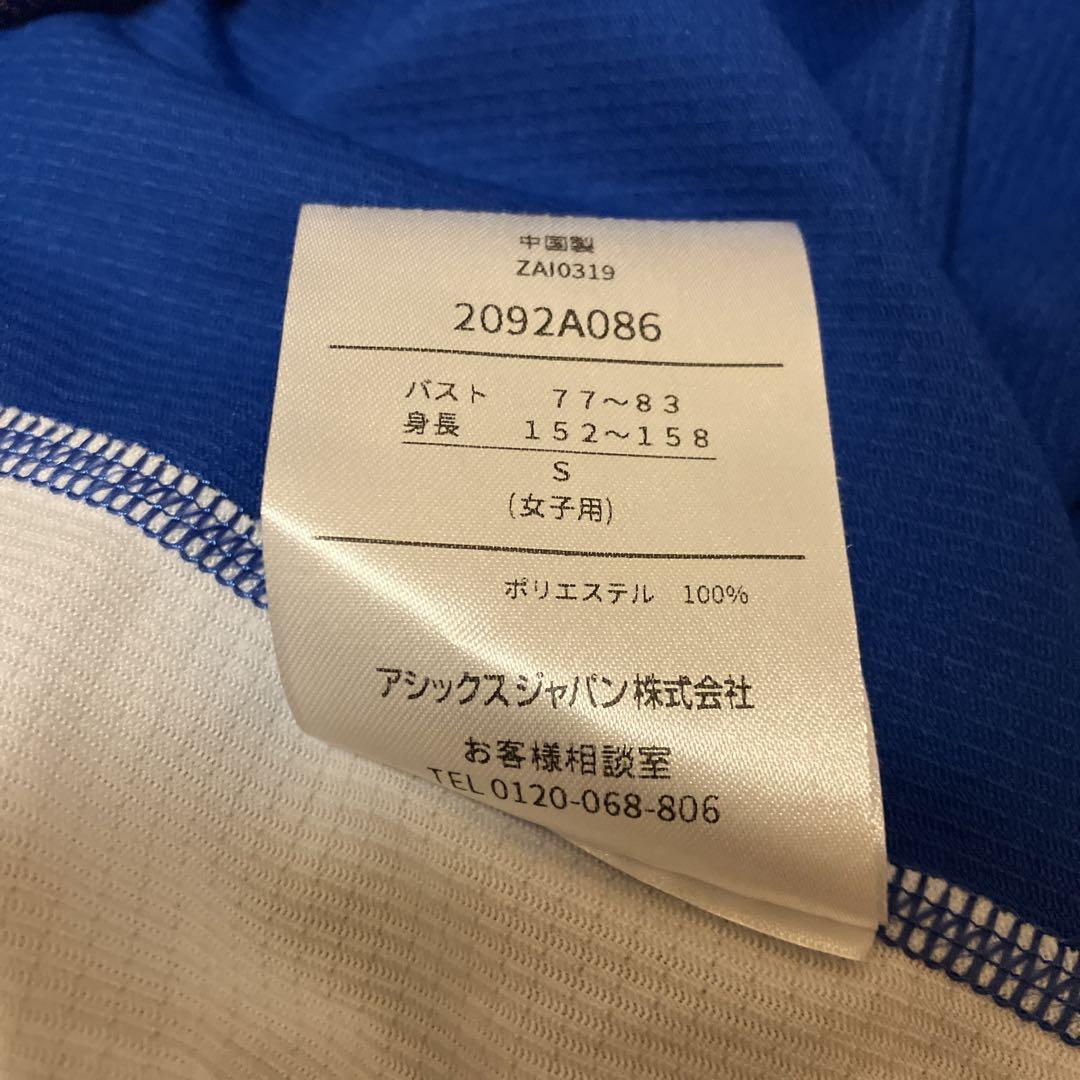 中国製
ZAI0319
2092A086
バスト ７７～８３
身長 １５２～１５８
S
(女子用)
ポリエステル 100%
アシックスジャパン株式会社
お客様相談室
TEL 0120-068-806